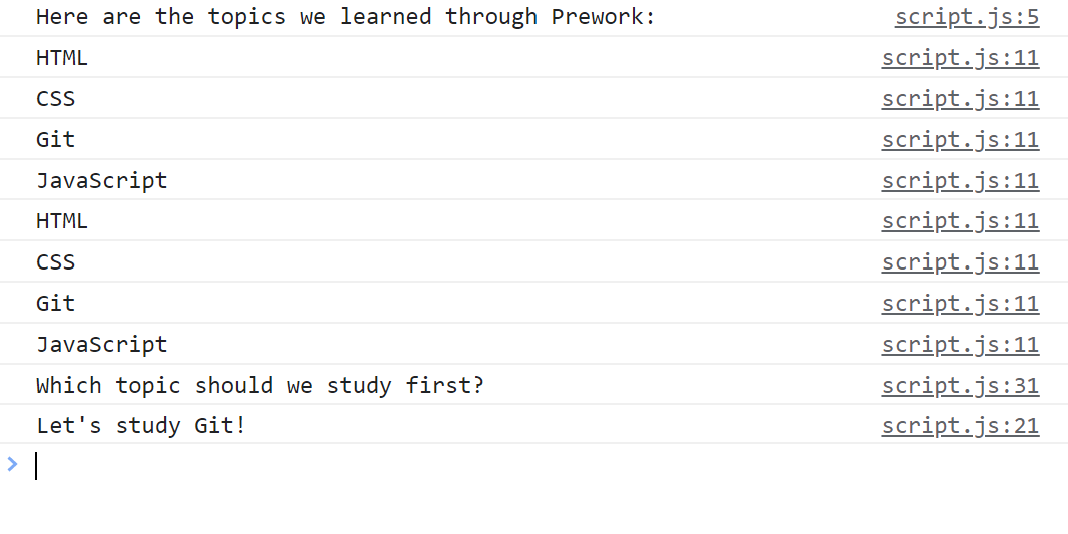 Here are the topics we learned through Prework: script.js:5
HTML script.js:11
CSS script.js:11
Git script.js:11
JavaScript script.js:11
HTML script.js:11
CSS script.js:11
Git script.js:11
JavaScript script.js:11
Which topic should we study first? script.js:31
Let's study Git! script.js:21